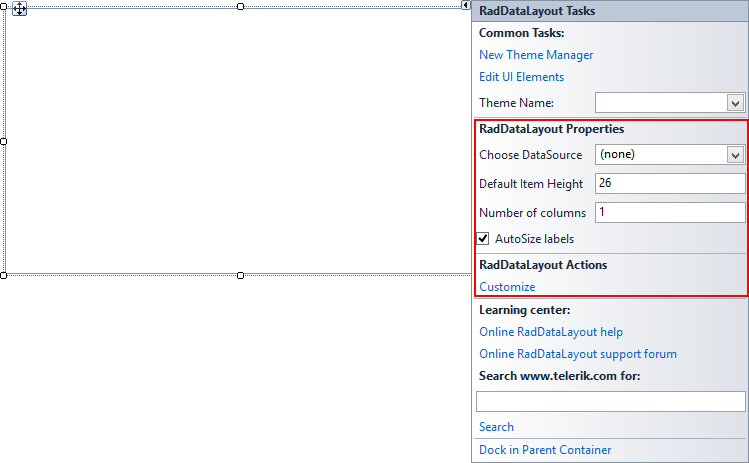 RadDataLayout Tasks
Common Tasks:
New Theme Manager
Edit UI Elements
Theme Name:
RadDataLayout Properties
Choose DataSource (none)
Default Item Height 26
Number of columns 1
AutoSize labels
RadDataLayout Actions
Customize
Learning center:
Online RadDataLayout help
Online RadDataLayout support forum
Search www.telerik.com for:
Search
Dock in Parent Container